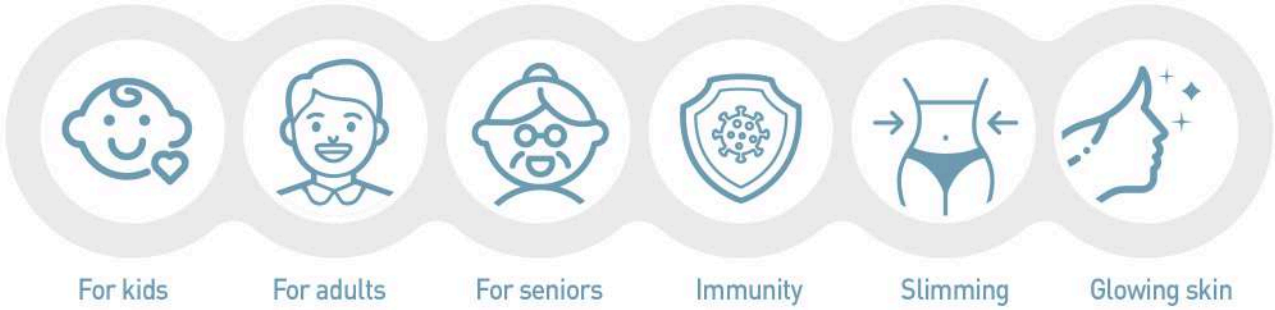 For kids
For adults
For seniors
Immunity
Slimming
Glowing skin